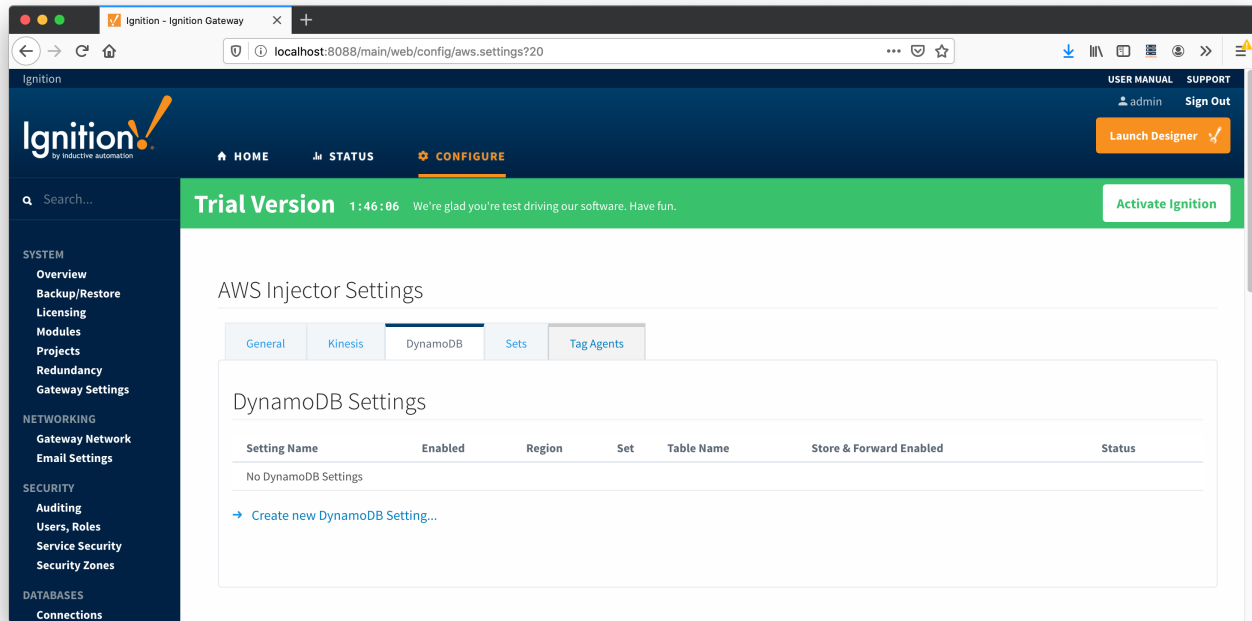 Ignition - Ignition Gateway
localhost:8088/main/web/config/aws.settings?20
Ignition
USER MANUAL SUPPORT
admin Sign Out
Ignition!
by inductive automation
Launch Designer
HOME STATUS CONFIGURE
Search...
Trial Version 1:46:06 We're glad you're test driving our software. Have fun.
Activate Ignition
SYSTEM
Overview
Backup/Restore
Licensing
Modules
Projects
Redundancy
Gateway Settings
NETWORKING
Gateway Network
Email Settings
SECURITY
Auditing
Users, Roles
Service Security
Security Zones
DATABASES
Connections
AWS Injector Settings
General Kinesis DynamoDB Sets Tag Agents
DynamoDB Settings
Setting Name Enabled Region Set Table Name Store & Forward Enabled Status
No DynamoDB Settings
→ Create new DynamoDB Setting...